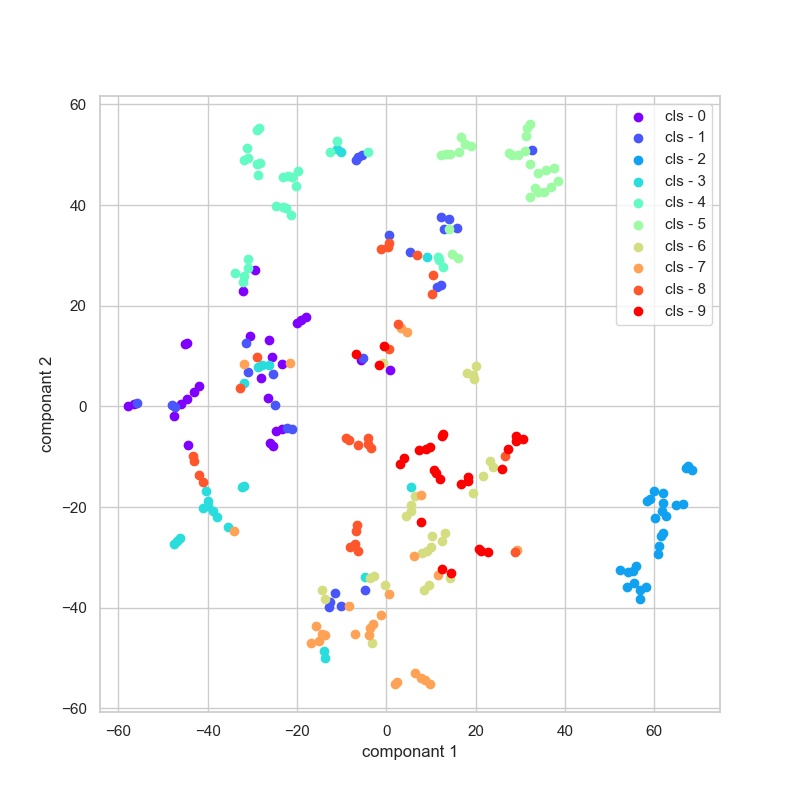 60
40
20
0
−20
−40
−60
−60
−40
−20
0
20
40
60
componant 1
componant 2
cls - 0
cls - 1
cls - 2
cls - 3
cls - 4
cls - 5
cls - 6
cls - 7
cls - 8
cls - 9